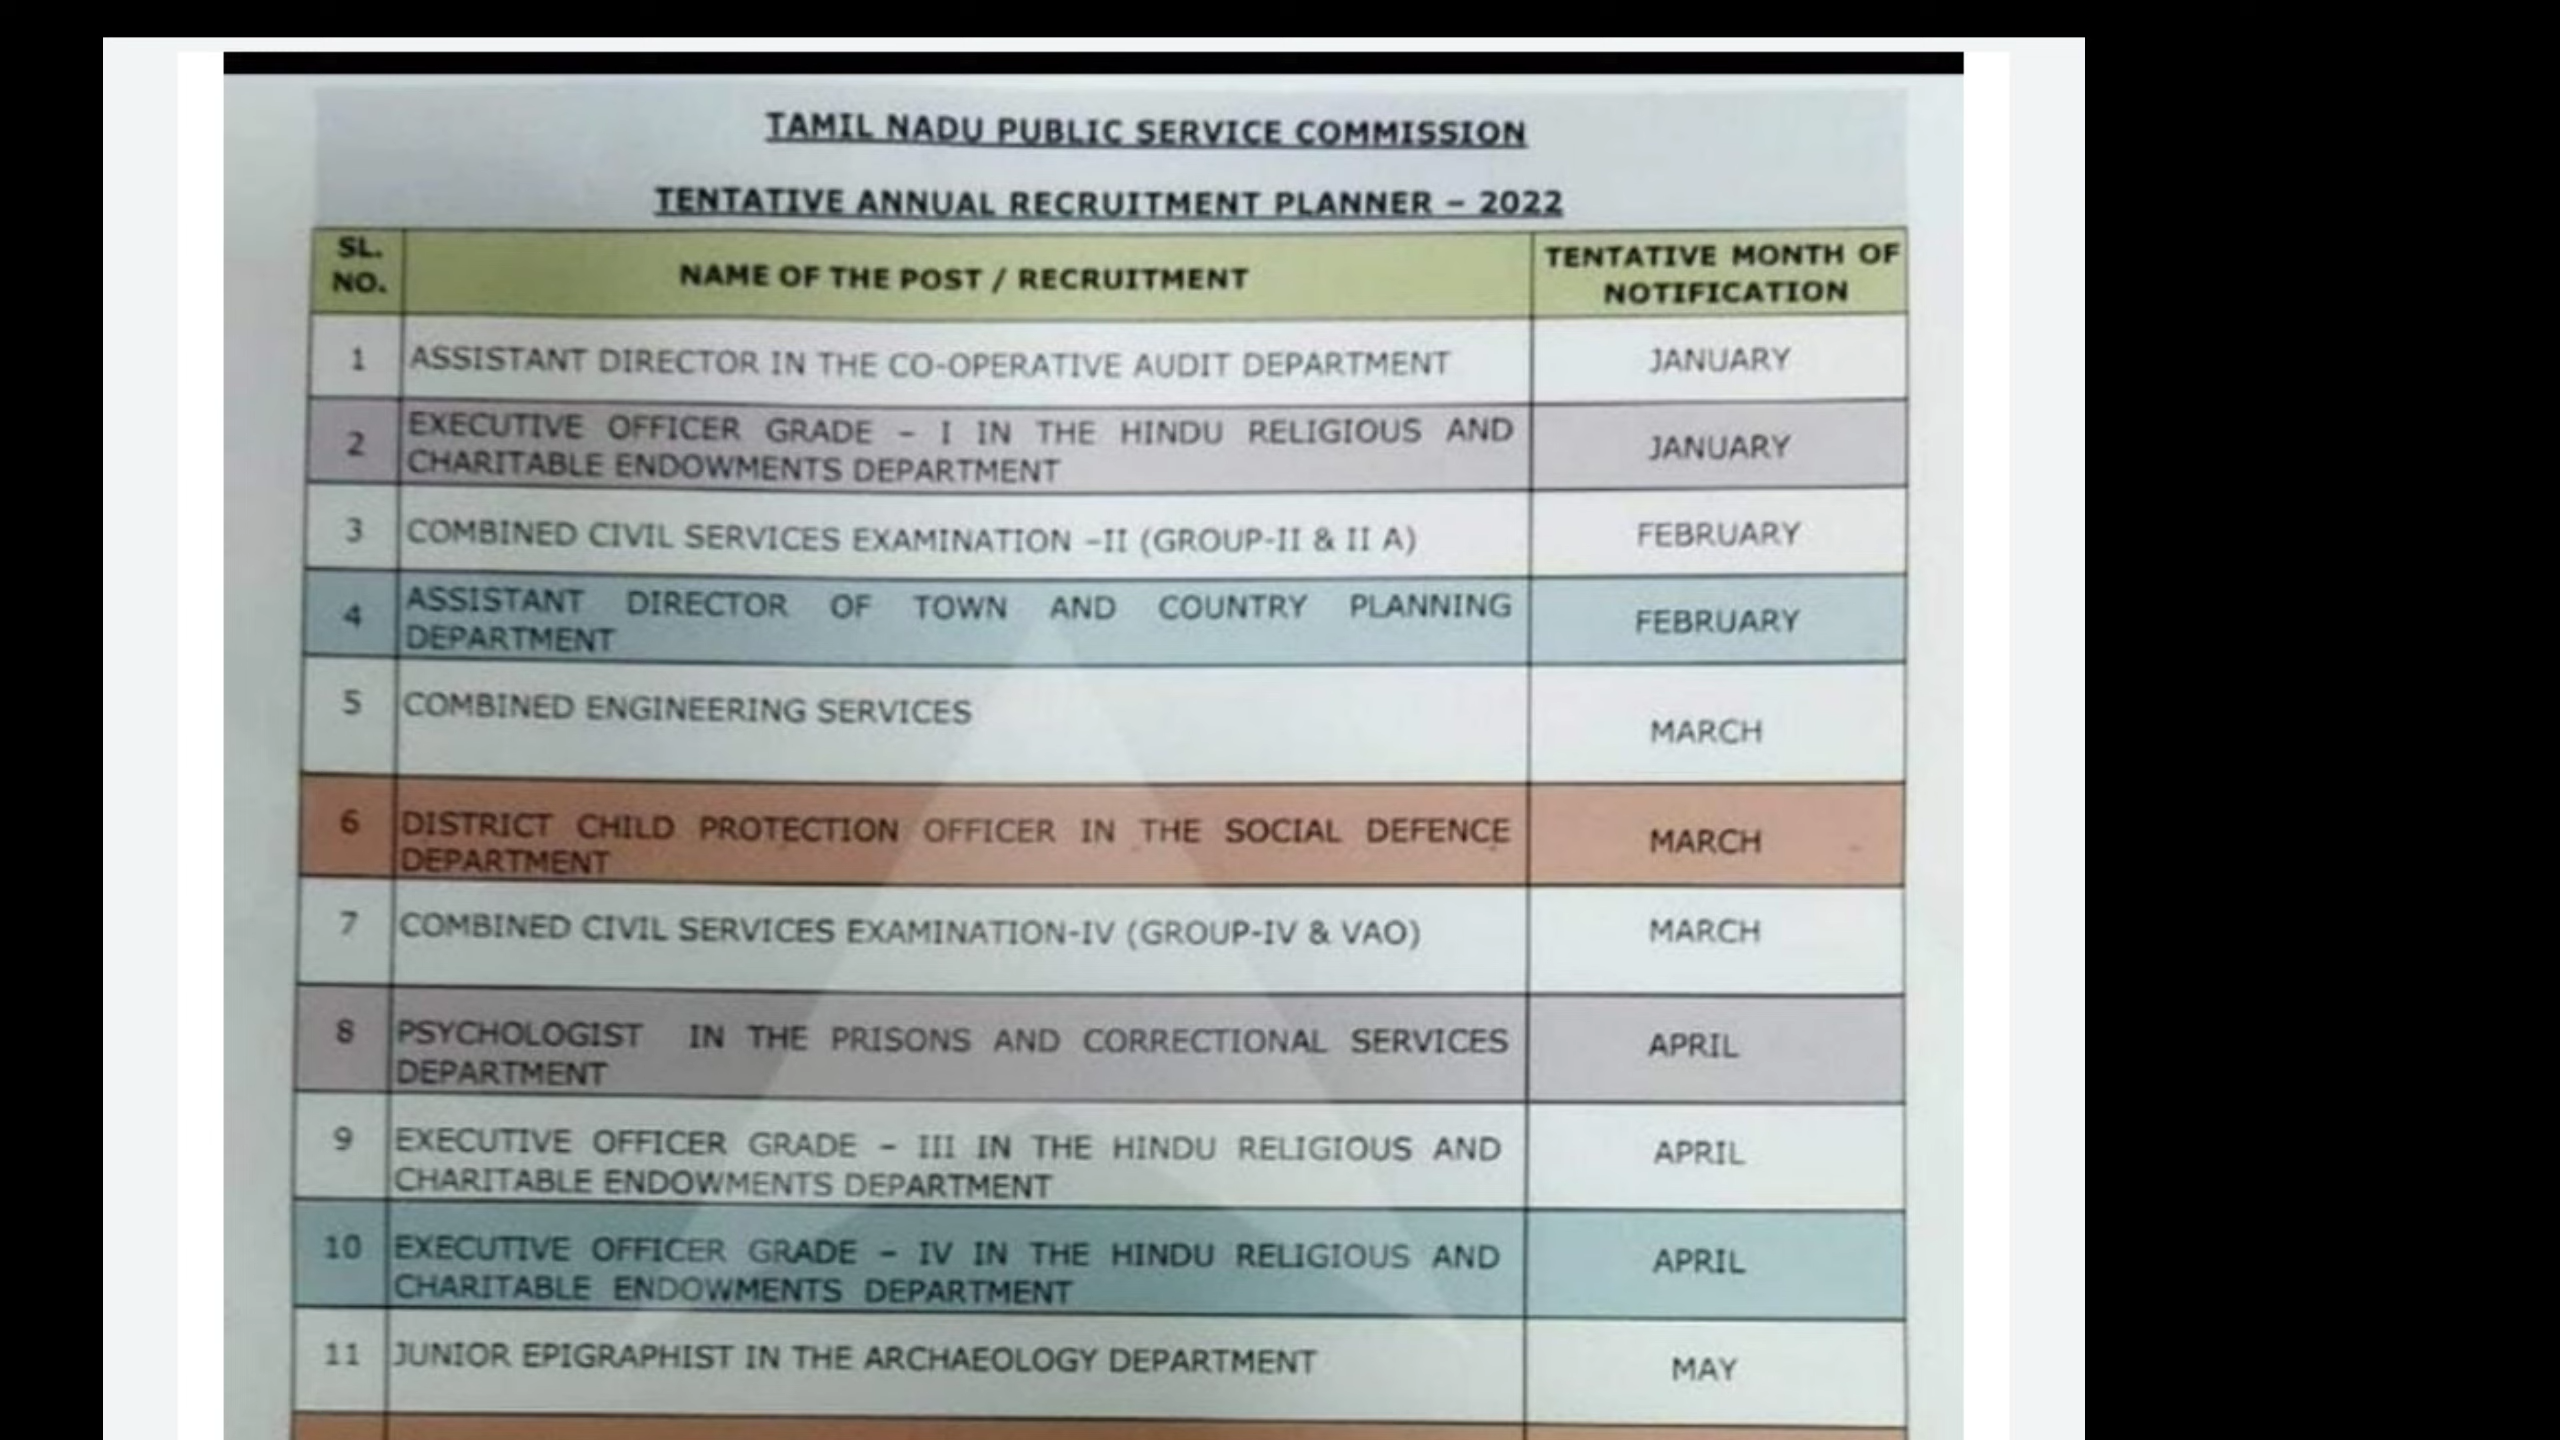 TAMIL NADU PUBLIC SERVICE COMMISSION
TENTATIVE ANNUAL RECRUITMENT PLANNER – 2022
SL. NO.
NAME OF THE POST / RECRUITMENT
TENTATIVE MONTH OF
NOTIFICATION
1 ASSISTANT DIRECTOR IN THE CO-OPERATIVE AUDIT DEPARTMENT JANUARY
2 EXECUTIVE OFFICER GRADE – I IN THE HINDU RELIGIOUS AND
CHARITABLE ENDOWMENTS DEPARTMENT JANUARY
3 COMBINED CIVIL SERVICES EXAMINATION –II (GROUP-II & II A) FEBRUARY
4 ASSISTANT DIRECTOR OF TOWN AND COUNTRY PLANNING
DEPARTMENT FEBRUARY
5 COMBINED ENGINEERING SERVICES MARCH
6 DISTRICT CHILD PROTECTION OFFICER IN THE SOCIAL DEFENCE
DEPARTMENT MARCH
7 COMBINED CIVIL SERVICES EXAMINATION-IV (GROUP-IV & VAO) MARCH
8 PSYCHOLOGIST IN THE PRISONS AND CORRECTIONAL SERVICES
DEPARTMENT APRIL
9 EXECUTIVE OFFICER GRADE – III IN THE HINDU RELIGIOUS AND
CHARITABLE ENDOWMENTS DEPARTMENT APRIL
10 EXECUTIVE OFFICER GRADE – IV IN THE HINDU RELIGIOUS AND
CHARITABLE ENDOWMENTS DEPARTMENT APRIL
11 JUNIOR EPIGRAPHIST IN THE ARCHAEOLOGY DEPARTMENT MAY